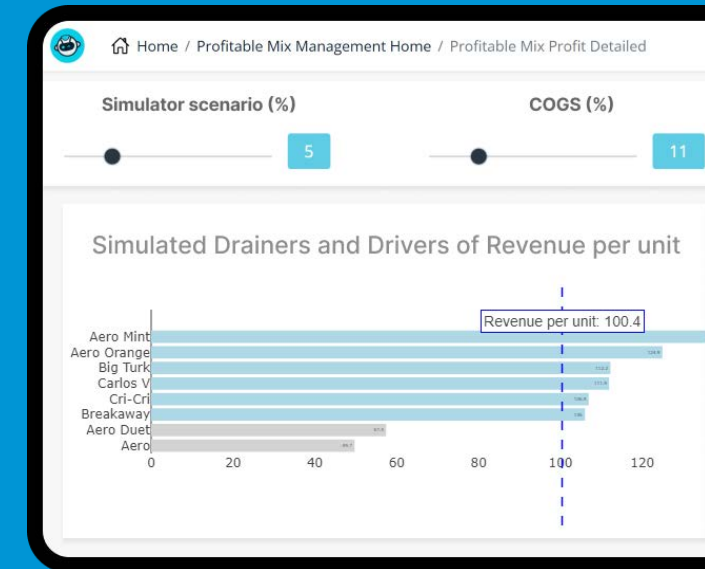 Home / Profitable Mix Management Home / Profitable Mix Profit Detailed
Simulator scenario (%)
COGS (%)
5
11
Simulated Drainers and Drivers of Revenue per unit
Revenue per unit: 100.4
Aero Mint
Aero Orange
Big Turk
Carlos V
Cri-Cri
Breakaway
Aero Duet
Aero
0 20 40 60 80 100 120